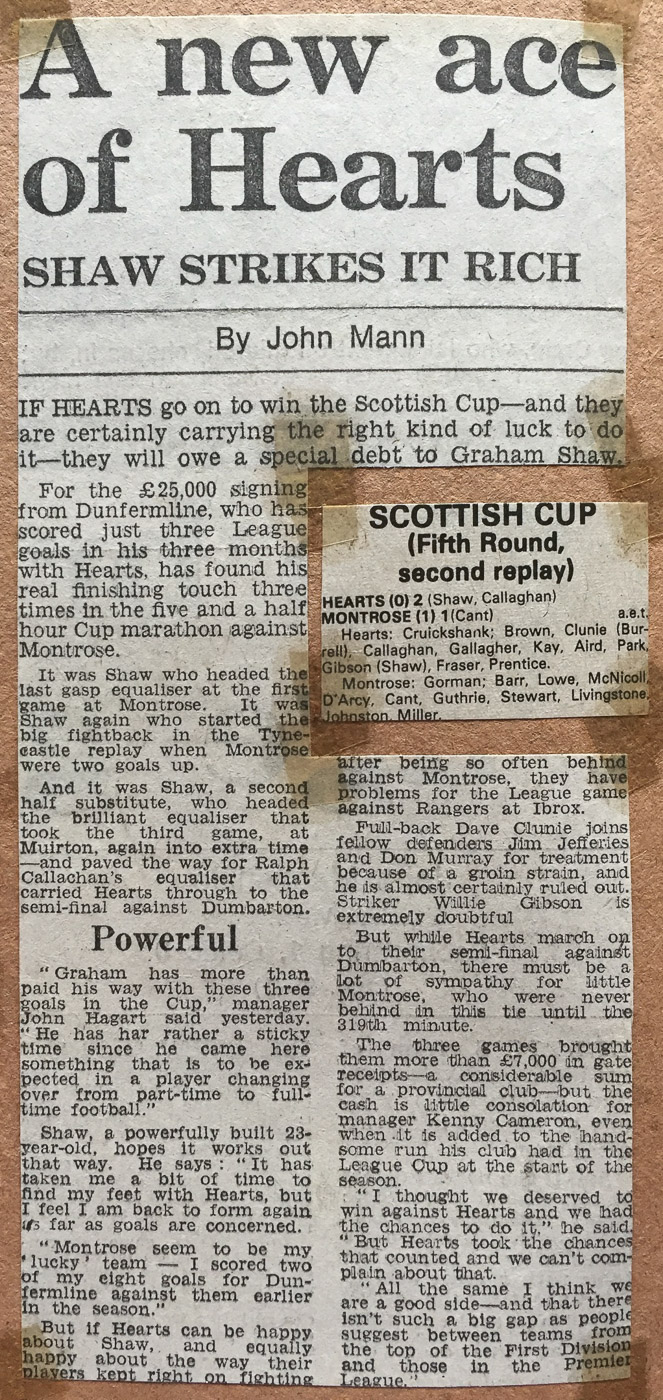 A new ace
of Hearts
SHAW STRIKES IT RICH
By John Mann
IF HEARTS go on to win the Scottish Cup—and they
are certainly carrying the right kind of luck to do
it—they will owe a special debt to Graham Shaw.
For the £25,000 signing
from Dunfermline, who has
scored just three League
goals in his three months
with Hearts, has found his
real finishing touch three
times in the five and a half
hour Cup marathon against
Montrose.
It was Shaw who headed the
last gasp equaliser at the first
game at Montrose. It was
Shaw again who started the
big fightback in the Tyne-
castle replay when Montrose
were two goals up.
And it was Shaw, a second
half substitute, who headed
the brilliant equaliser that
took the third game, at
Muirton, again into extra time
—and paved the way for Ralph
Callachan's equaliser that
carried Hearts through to the
semi-final against Dumbarton.
Powerful
"Graham has more than
paid his way with these three
goals in the Cup," manager
John Hagart said yesterday.
"He has har rather a sticky
time since he came here
something that is to be ex-
pected in a player changing
over from part-time to full-
time football."
Shaw, a powerfully built 23-
year-old, hopes it works out
that way. He says: "It has
taken me a bit of time to
find my feet with Hearts, but
I feel I am back to form again
as far as goals are concerned.
"Montrose seem to be my
'lucky' team — I scored two
of my eight goals for Dun-
fermline against them earlier
in the season."
But if Hearts can be happy
about Shaw, and equally
happy about the way their
players kept right on fighting
SCOTTISH CUP
(Fifth Round,
second replay)
HEARTS (0) 2 (Shaw, Callaghan)
MONTROSE (1) 1 (Cant) a.e.t.
Hearts: Cruickshank; Brown, Clunie (Bur-
rell), Callaghan, Gallagher, Kay, Aird, Park,
Gibson (Shaw), Fraser, Prentice.
Montrose: Gorman; Barr, Lowe, McNicoll,
D'Arcy, Cant, Guthrie, Stewart, Livingstone,
Johnston, Miller.
after being so often behind
against Montrose, they have
problems for the League game
against Rangers at Ibrox.
Full-back Dave Clunie joins
fellow defenders Jim Jefferies
and Don Murray for treatment
because of a groin strain, and
he is almost certainly ruled out.
Striker Willie Gibson is
extremely doubtful
But while Hearts march on
to their semi-final against
Dumbarton, there must be a
lot of sympathy for little
Montrose, who were never
behind in this tie until the
319th minute.
The three games brought
them more than £7,000 in gate
receipts—a considerable sum
for a provincial club—but the
cash is little consolation for
manager Kenny Cameron, even
when it is added to the hand-
some run his club had in the
League Cup at the start of the
season.
"I thought we deserved to
win against Hearts and we had
the chances to do it," he said.
"But Hearts took the chances
that counted and we can't com-
plain about that.
"All the same I think we
are a good side—and that there
isn't such a big gap as people
suggest between teams from
the top of the First Division
and those in the Premier
League."